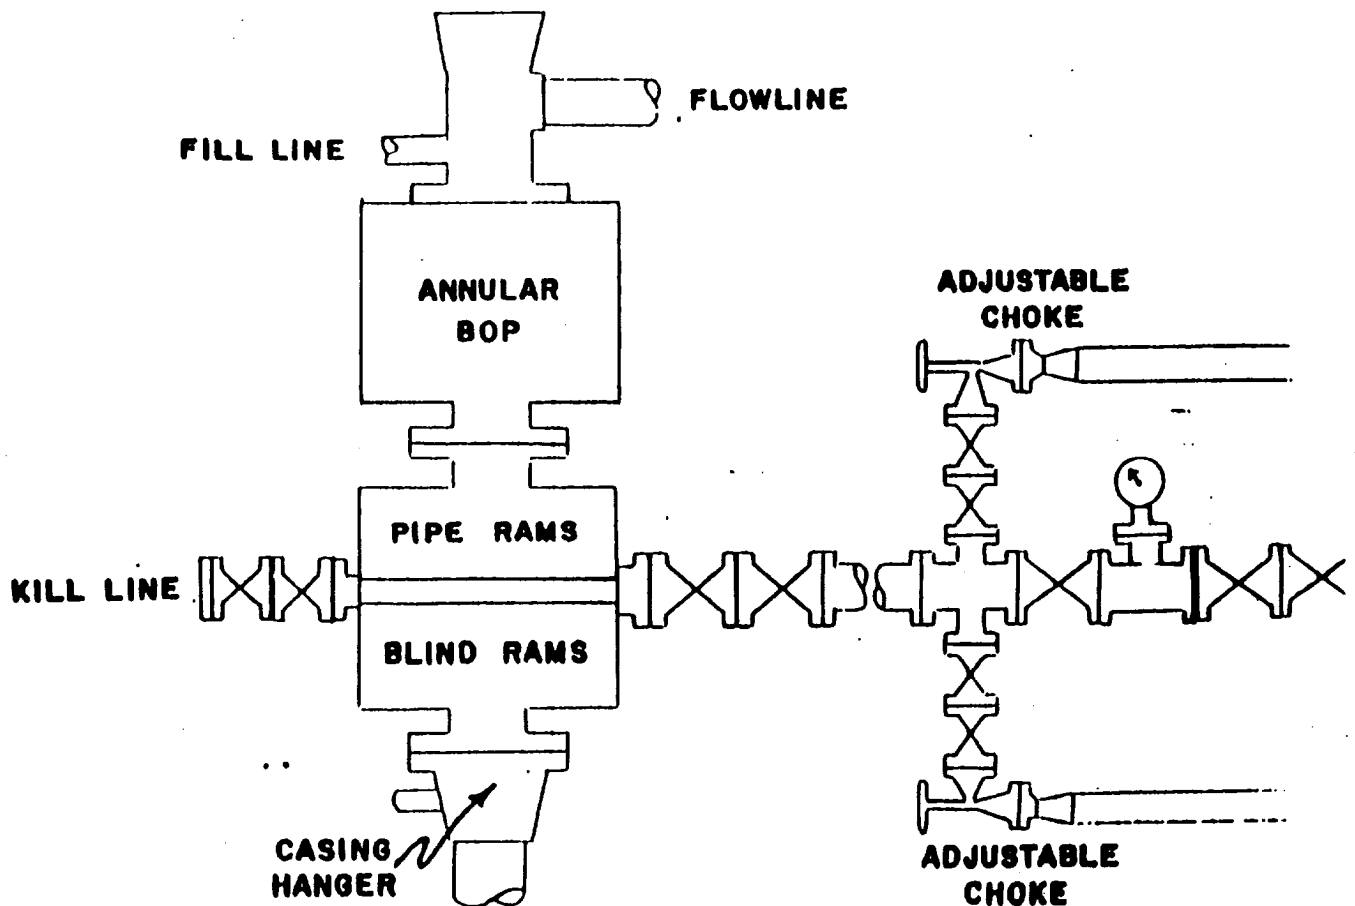 FLOWLINE
FILL LINE
ANNULAR
BOP
ADJUSTABLE
CHOKE
PIPE RAMS
KILL LINE
BLIND RAMS
CASING
HANGER
ADJUSTABLE
CHOKE